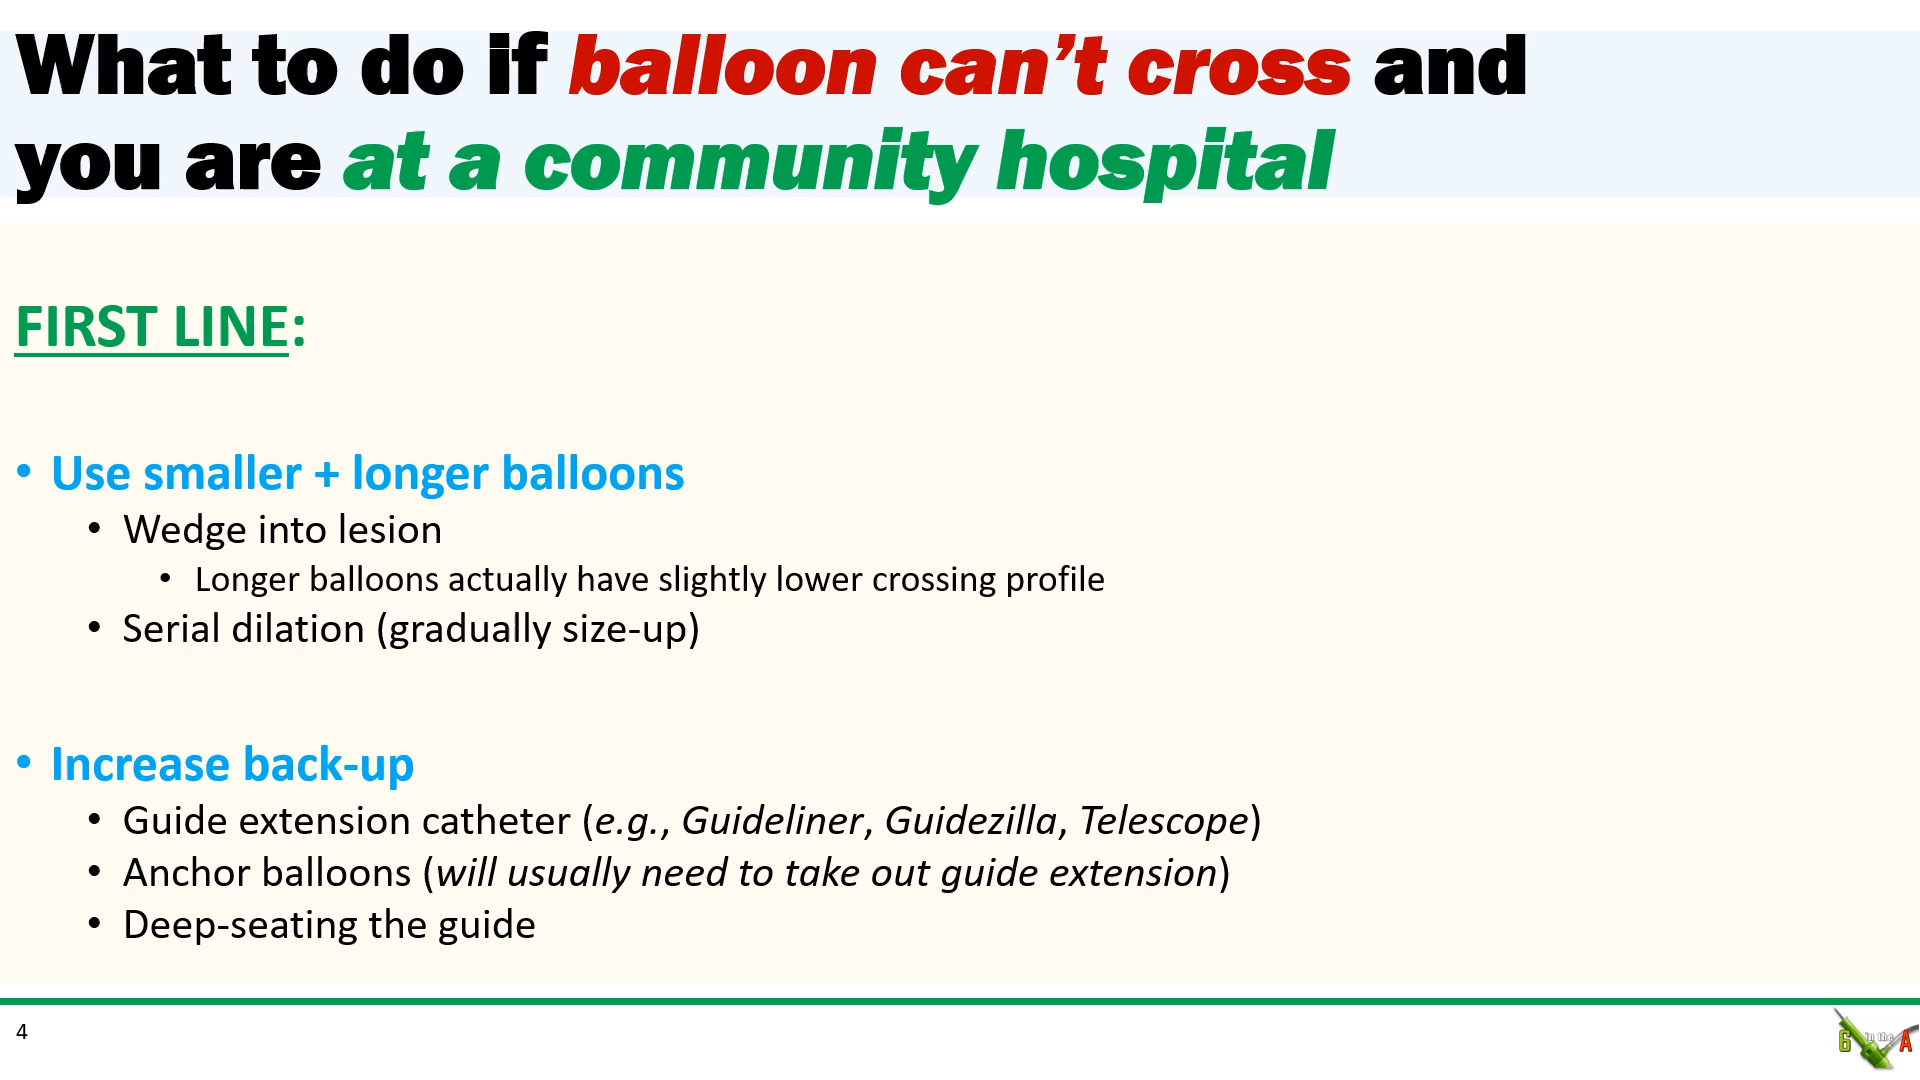 What to do if balloon can’t cross and
you are at a community hospital
FIRST LINE:
• Use smaller + longer balloons
• Wedge into lesion
• Longer balloons actually have slightly lower crossing profile
• Serial dilation (gradually size-up)
• Increase back-up
• Guide extension catheter (e.g., Guideliner, Guidezilla, Telescope)
• Anchor balloons (will usually need to take out guide extension)
• Deep-seating the guide
4
6 in the A